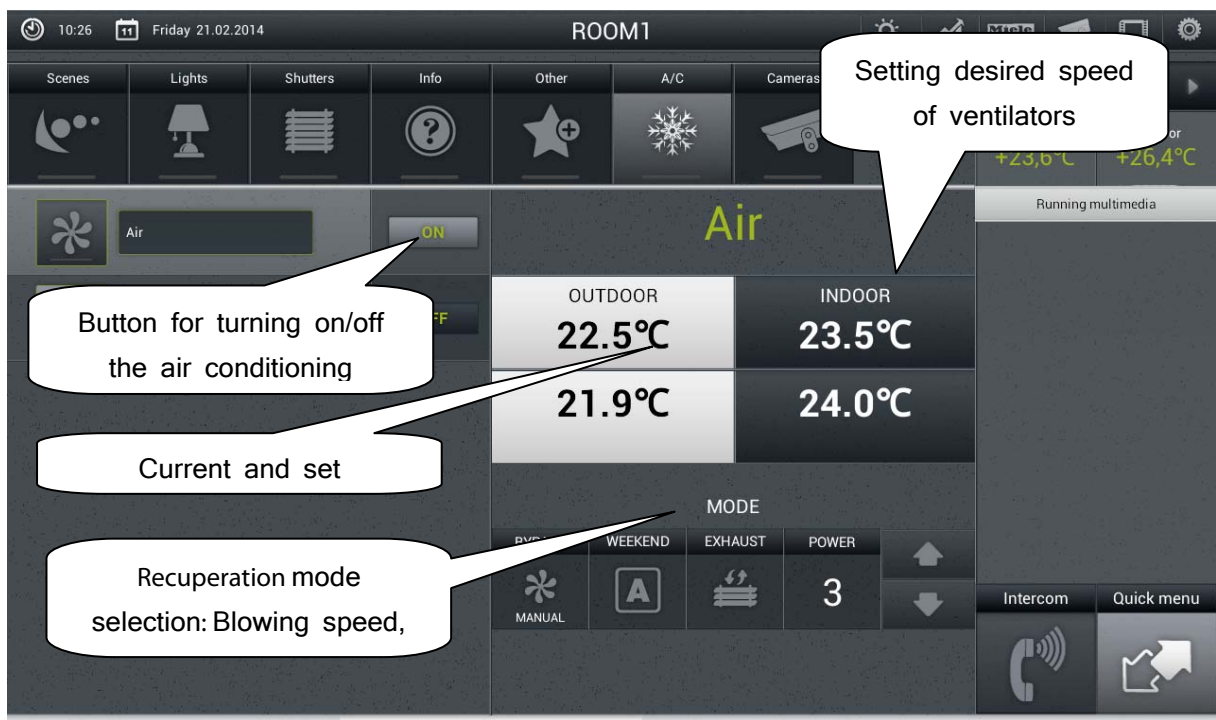 10:26 11 Friday 21.02.2014 ROOM1
Scenes Lights Shutters Info Other A/C Cameras
Setting desired speed
of ventilators
+23,6°C +26,4°C
Running multimedia
Air ON
Air
Button for turning on/off
the air conditioning
OUTDOOR INDOOR
22.5°C 23.5°C
21.9°C 24.0°C
Current and set
MODE
WEEKEND EXHAUST POWER
Recuperation mode
selection: Blowing speed,
MANUAL A 3
Intercom Quick menu